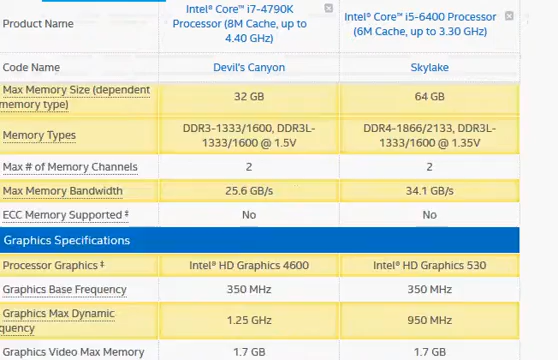 Intel® Core™ i7-4790K
Intel® Core™ i5-6400 Processor
Product Name
Processor (8M Cache, up to
(6M Cache, up to 3.30 GHz)
4.40 GHz)
Code Name Devil's Canyon Skylake
Max Memory Size (dependent
32 GB 64 GB
memory type)
DDR3-1333/1600, DDR3L- DDR4-1866/2133, DDR3L-
Memory Types
1333/1600 @ 1.5V 1333/1600 @ 1.35V
Max # of Memory Channels 2 2
Max Memory Bandwidth 25.6 GB/s 34.1 GB/s
ECC Memory Supported ‡ No No
Graphics Specifications
Processor Graphics ‡ Intel® HD Graphics 4600 Intel® HD Graphics 530
Graphics Base Frequency 350 MHz 350 MHz
Graphics Max Dynamic
1.25 GHz 950 MHz
quency
Graphics Video Max Memory 1.7 GB 1.7 GB